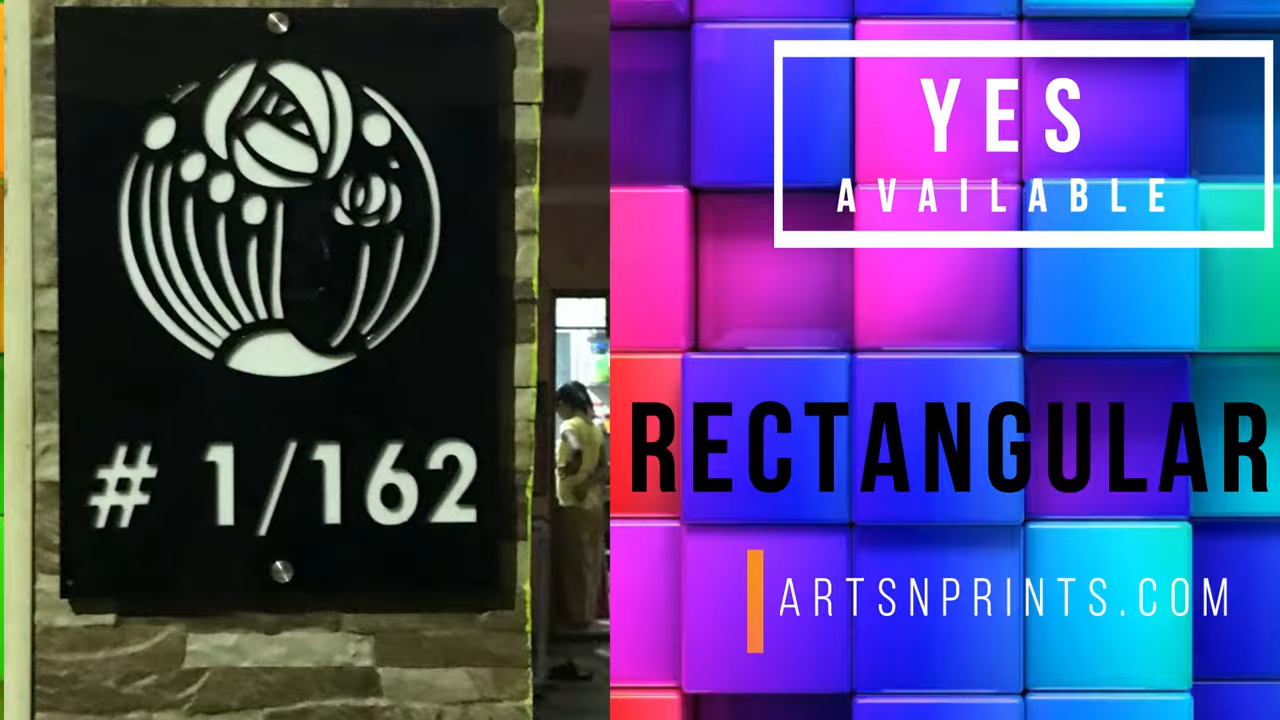 # 1/162
YES
AVAILABLE
RECTANGULAR
ARTSNPRINTS.COM